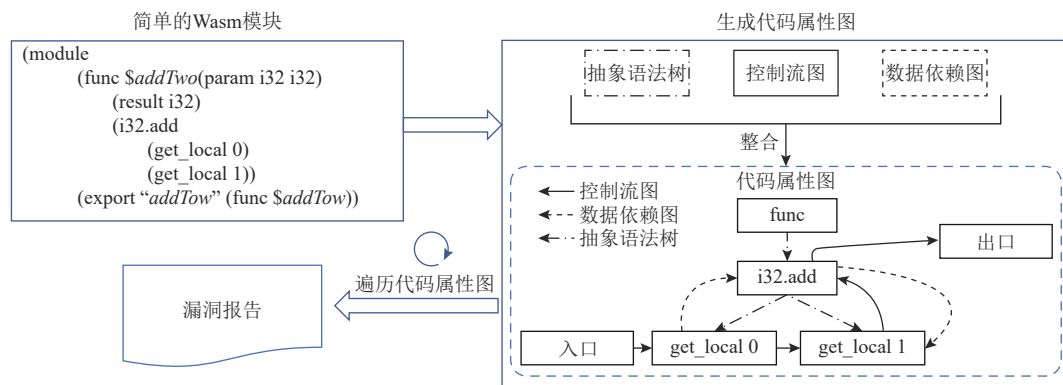 简单的Wasm模块
(module
(func $addTwo(param i32 i32)
(result i32)
(i32.add
(get_local 0)
(get_local 1))
(export “addTow” (func $addTow))
生成代码属性图
抽象语法树
控制流图
数据依赖图
整合
代码属性图
控制流图
数据依赖图
抽象语法树
func
出口
i32.add
入口
get_local 0
get_local 1
遍历代码属性图
漏洞报告